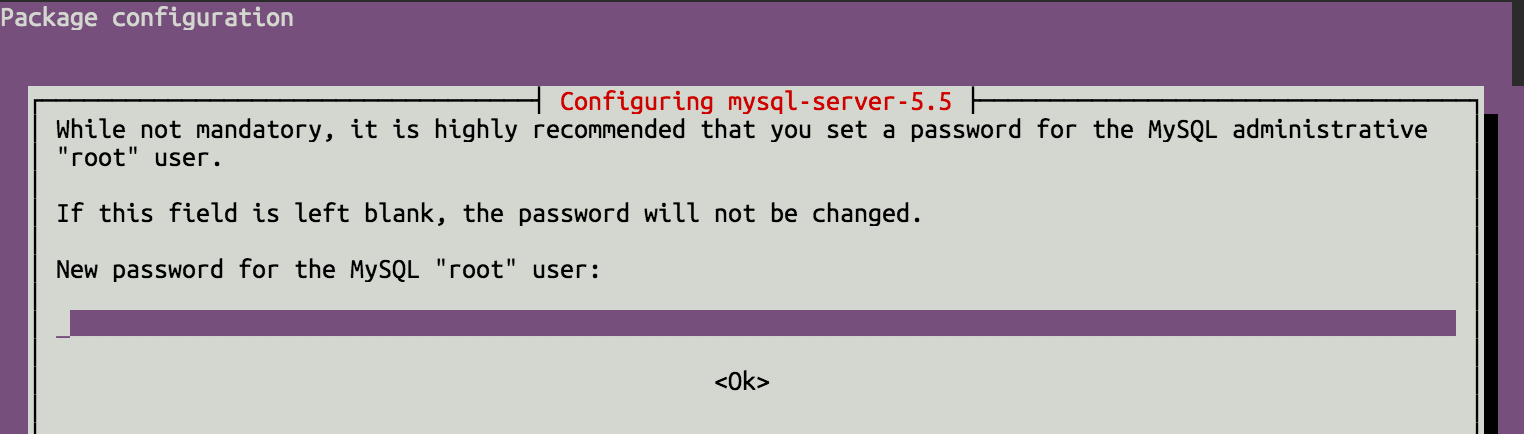 Package configuration
Configuring mysql-server-5.5
While not mandatory, it is highly recommended that you set a password for the MySQL administrative
"root" user.
If this field is left blank, the password will not be changed.
New password for the MySQL "root" user:
<Ok>